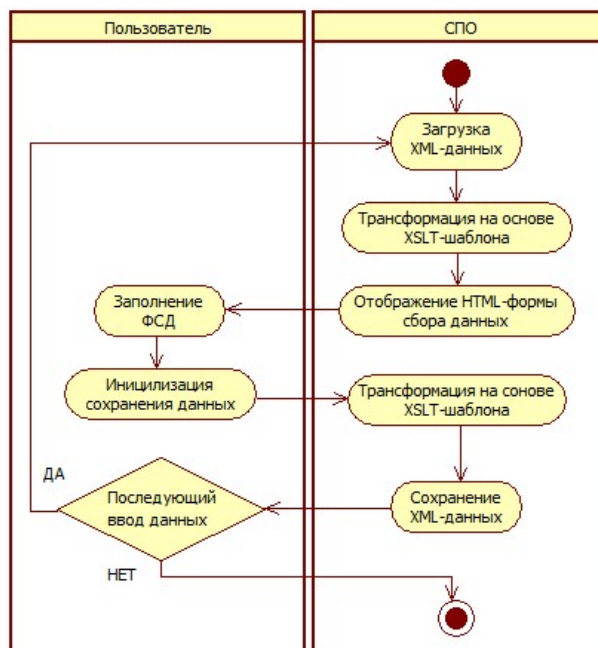 Пользователь
СПО
Загрузка
XML-данных
Трансформация на основе
XSLT-шаблона
Отображение HTML-формы
сбора данных
Заполнение
ФСД
Иницилизация
сохранения данных
Трансформация на сонове
XSLT-шаблона
Сохранение
XML-данных
Последующий
ввод данных
ДА
НЕТ